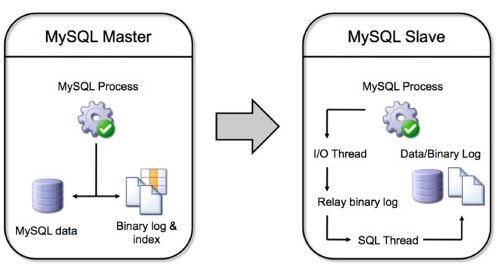 MySQL Master
MySQL Process
MySQL data
Binary log &
index
MySQL Slave
MySQL Process
I/O Thread
Data/Binary Log
Relay binary log
SQL Thread